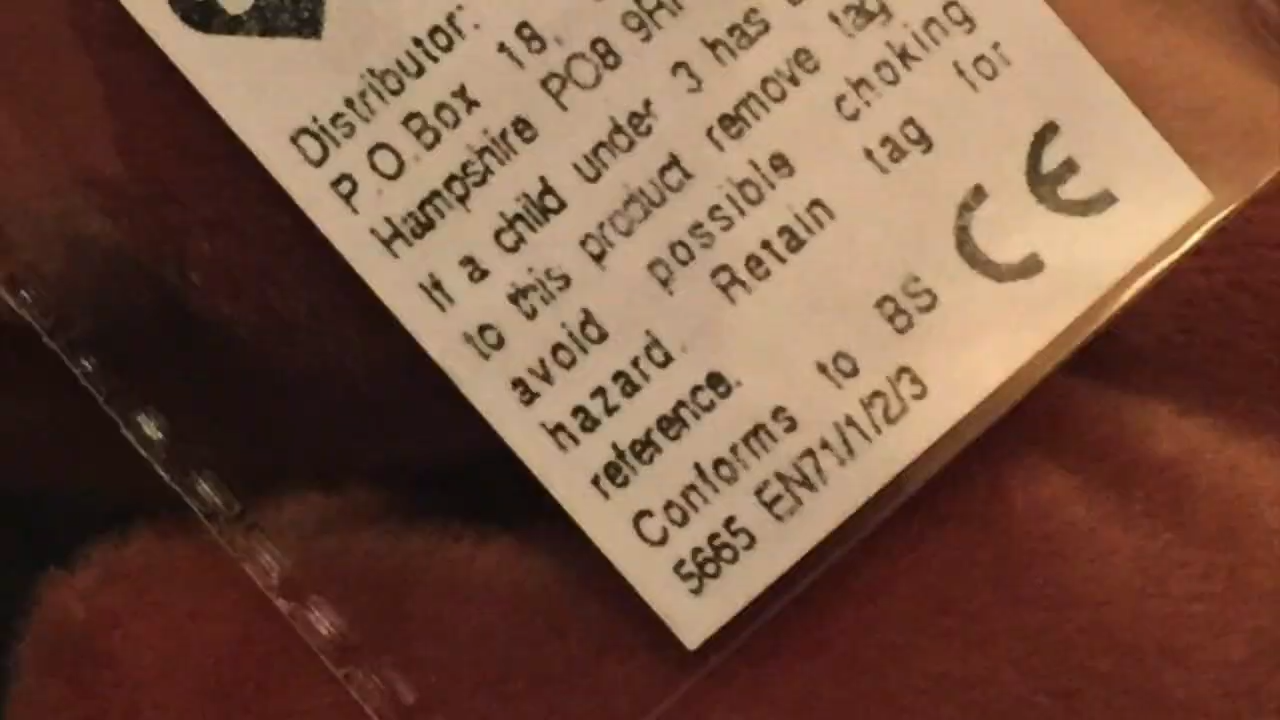 Distributor:
P.O.Box 18,
Hampshire PO8
If a child under 3 has
to this product remove tag
avoid possible choking
hazard. Retain tag for
reference.
Conforms to BS
5665 EN71/1/2/3
CE